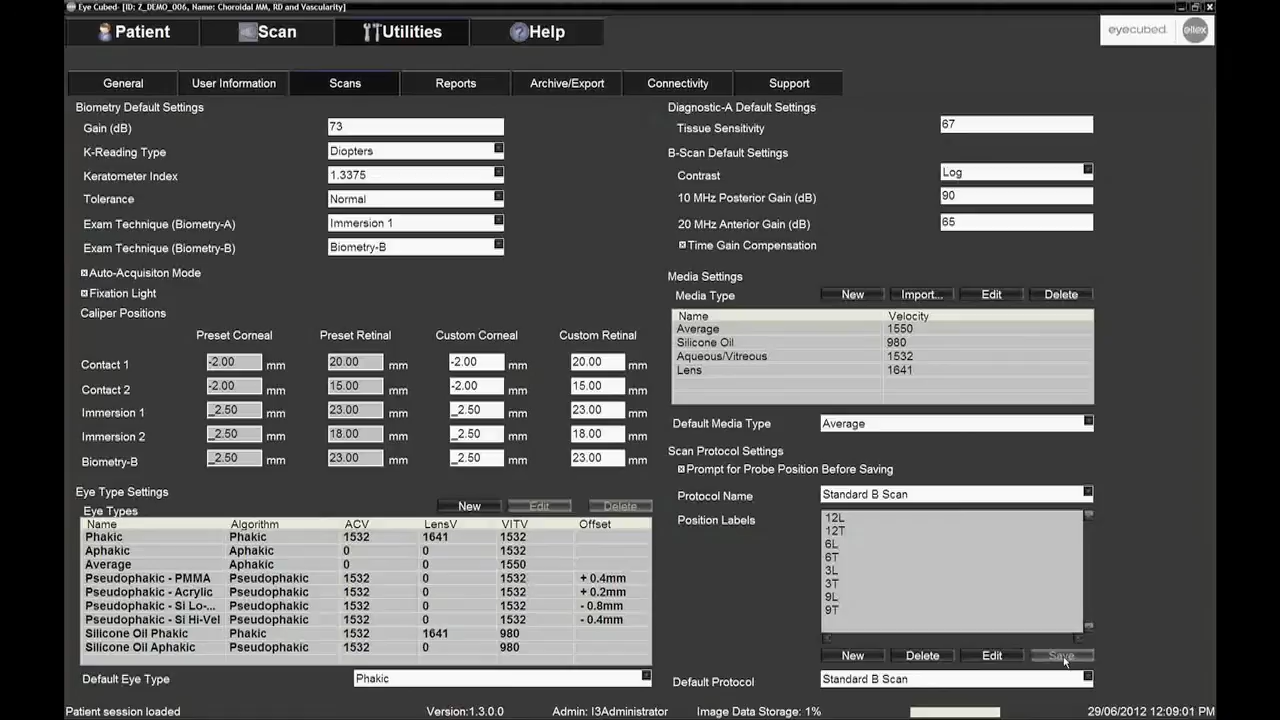 Eye Cubed- [ID: Z_DEMO_006, Name: Choroidal MM, RD and Vascularity]
Patient Scan Utilities Help
eyecubed ellex
General User Information Scans Reports Archive/Export Connectivity Support
Biometry Default Settings
Gain (dB) 73
K-Reading Type Diopters
Keratometer Index 1.3375
Tolerance Normal
Exam Technique (Biometry-A) Immersion 1
Exam Technique (Biometry-B) Biometry-B
Auto-Acquisiton Mode
Fixation Light
Caliper Positions
Preset Corneal Preset Retinal Custom Corneal Custom Retinal
Contact 1 -2.00 mm 20.00 mm -2.00 mm 20.00 mm
Contact 2 -2.00 mm 15.00 mm -2.00 mm 15.00 mm
Immersion 1 _2.50 mm 23.00 mm _2.50 mm 23.00 mm
Immersion 2 _2.50 mm 18.00 mm _2.50 mm 18.00 mm
Biometry-B _2.50 mm 23.00 mm _2.50 mm 23.00 mm
Eye Type Settings
Eye Types New Edit Delete
Name Algorithm ACV LensV VITV Offset
Phakic Phakic 1532 1641 1532
Aphakic Aphakic 0 0 1532
Average Aphakic 0 0 1550
Pseudophakic - PMMA Pseudophakic 1532 0 1532 + 0.4mm
Pseudophakic - Acrylic Pseudophakic 1532 0 1532 + 0.2mm
Pseudophakic - Si Lo-... Pseudophakic 1532 0 1532 - 0.8mm
Pseudophakic - Si Hi-Vel Pseudophakic 1532 0 1532 - 0.4mm
Silicone Oil Phakic Phakic 1532 1641 980
Silicone Oil Aphakic Aphakic 1532 0 980
Default Eye Type Phakic
Diagnostic-A Default Settings
Tissue Sensitivity 67
B-Scan Default Settings
Contrast Log
10 MHz Posterior Gain (dB) 90
20 MHz Anterior Gain (dB) 65
Time Gain Compensation
Media Settings
Media Type New Import... Edit Delete
Name Velocity
Average 1550
Silicone Oil 980
Aqueous/Vitreous 1532
Lens 1641
Default Media Type Average
Scan Protocol Settings
Prompt for Probe Position Before Saving
Protocol Name Standard B Scan
Position Labels
12L
12T
6L
6T
3L
3T
9L
9T
New Delete Edit Save
Default Protocol Standard B Scan
Patient session loaded Version:1.3.0.0 Admin: I3Administrator Image Data Storage: 1% 29/06/2012 12:09:01 PM